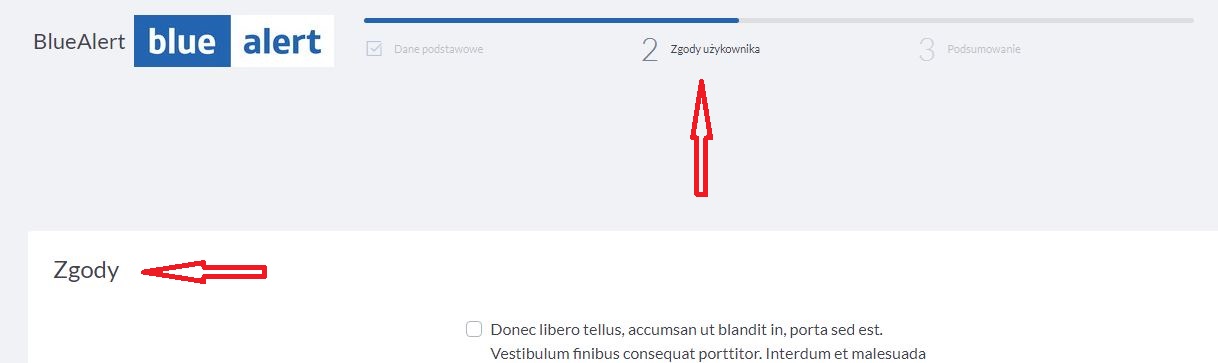 BlueAlert blue alert
Dane podstawowe
2 Zgody użykownika
3 Podsumowanie
Zgody
Donec libero tellus, accumsan ut blandit in, porta sed est.
Vestibulum finibus consequat porttitor. Interdum et malesuada